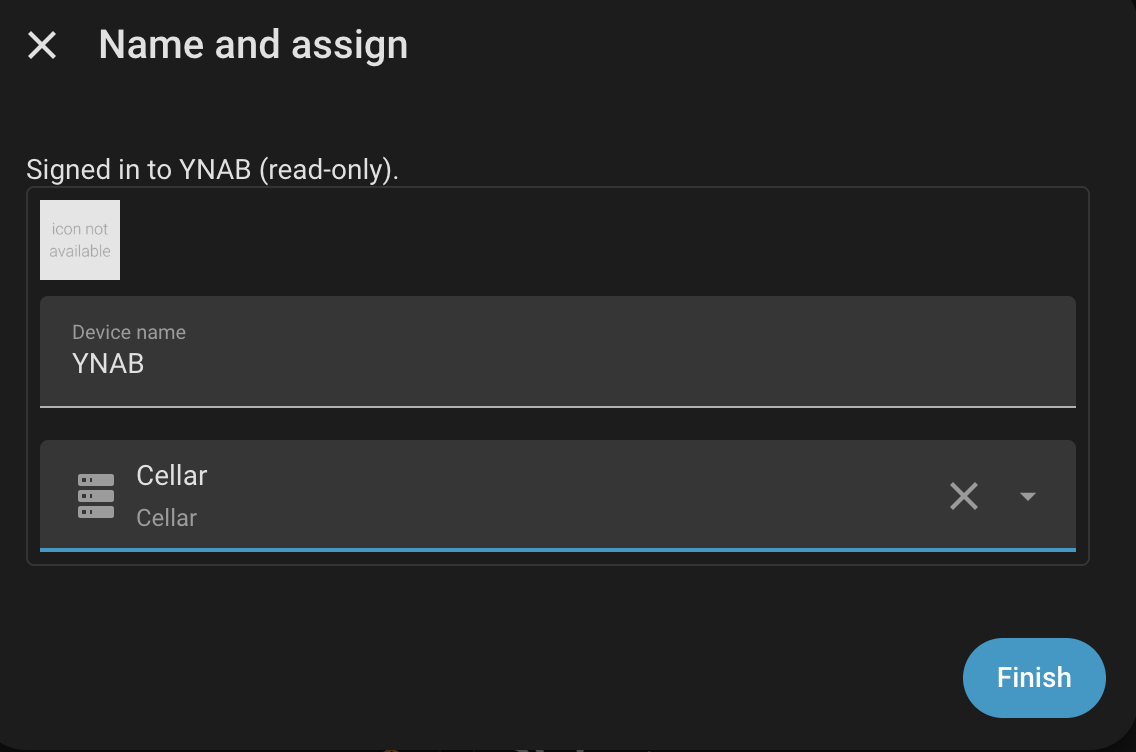 Name and assign
Signed in to YNAB (read-only).
icon not
available
Device name
YNAB
Cellar
Cellar
Finish